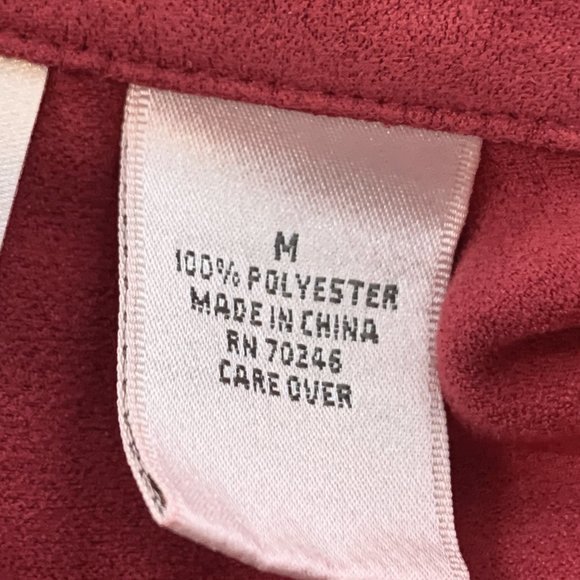 M
100% POLYESTER
MADE IN CHINA
RN 70246
CARE OVER